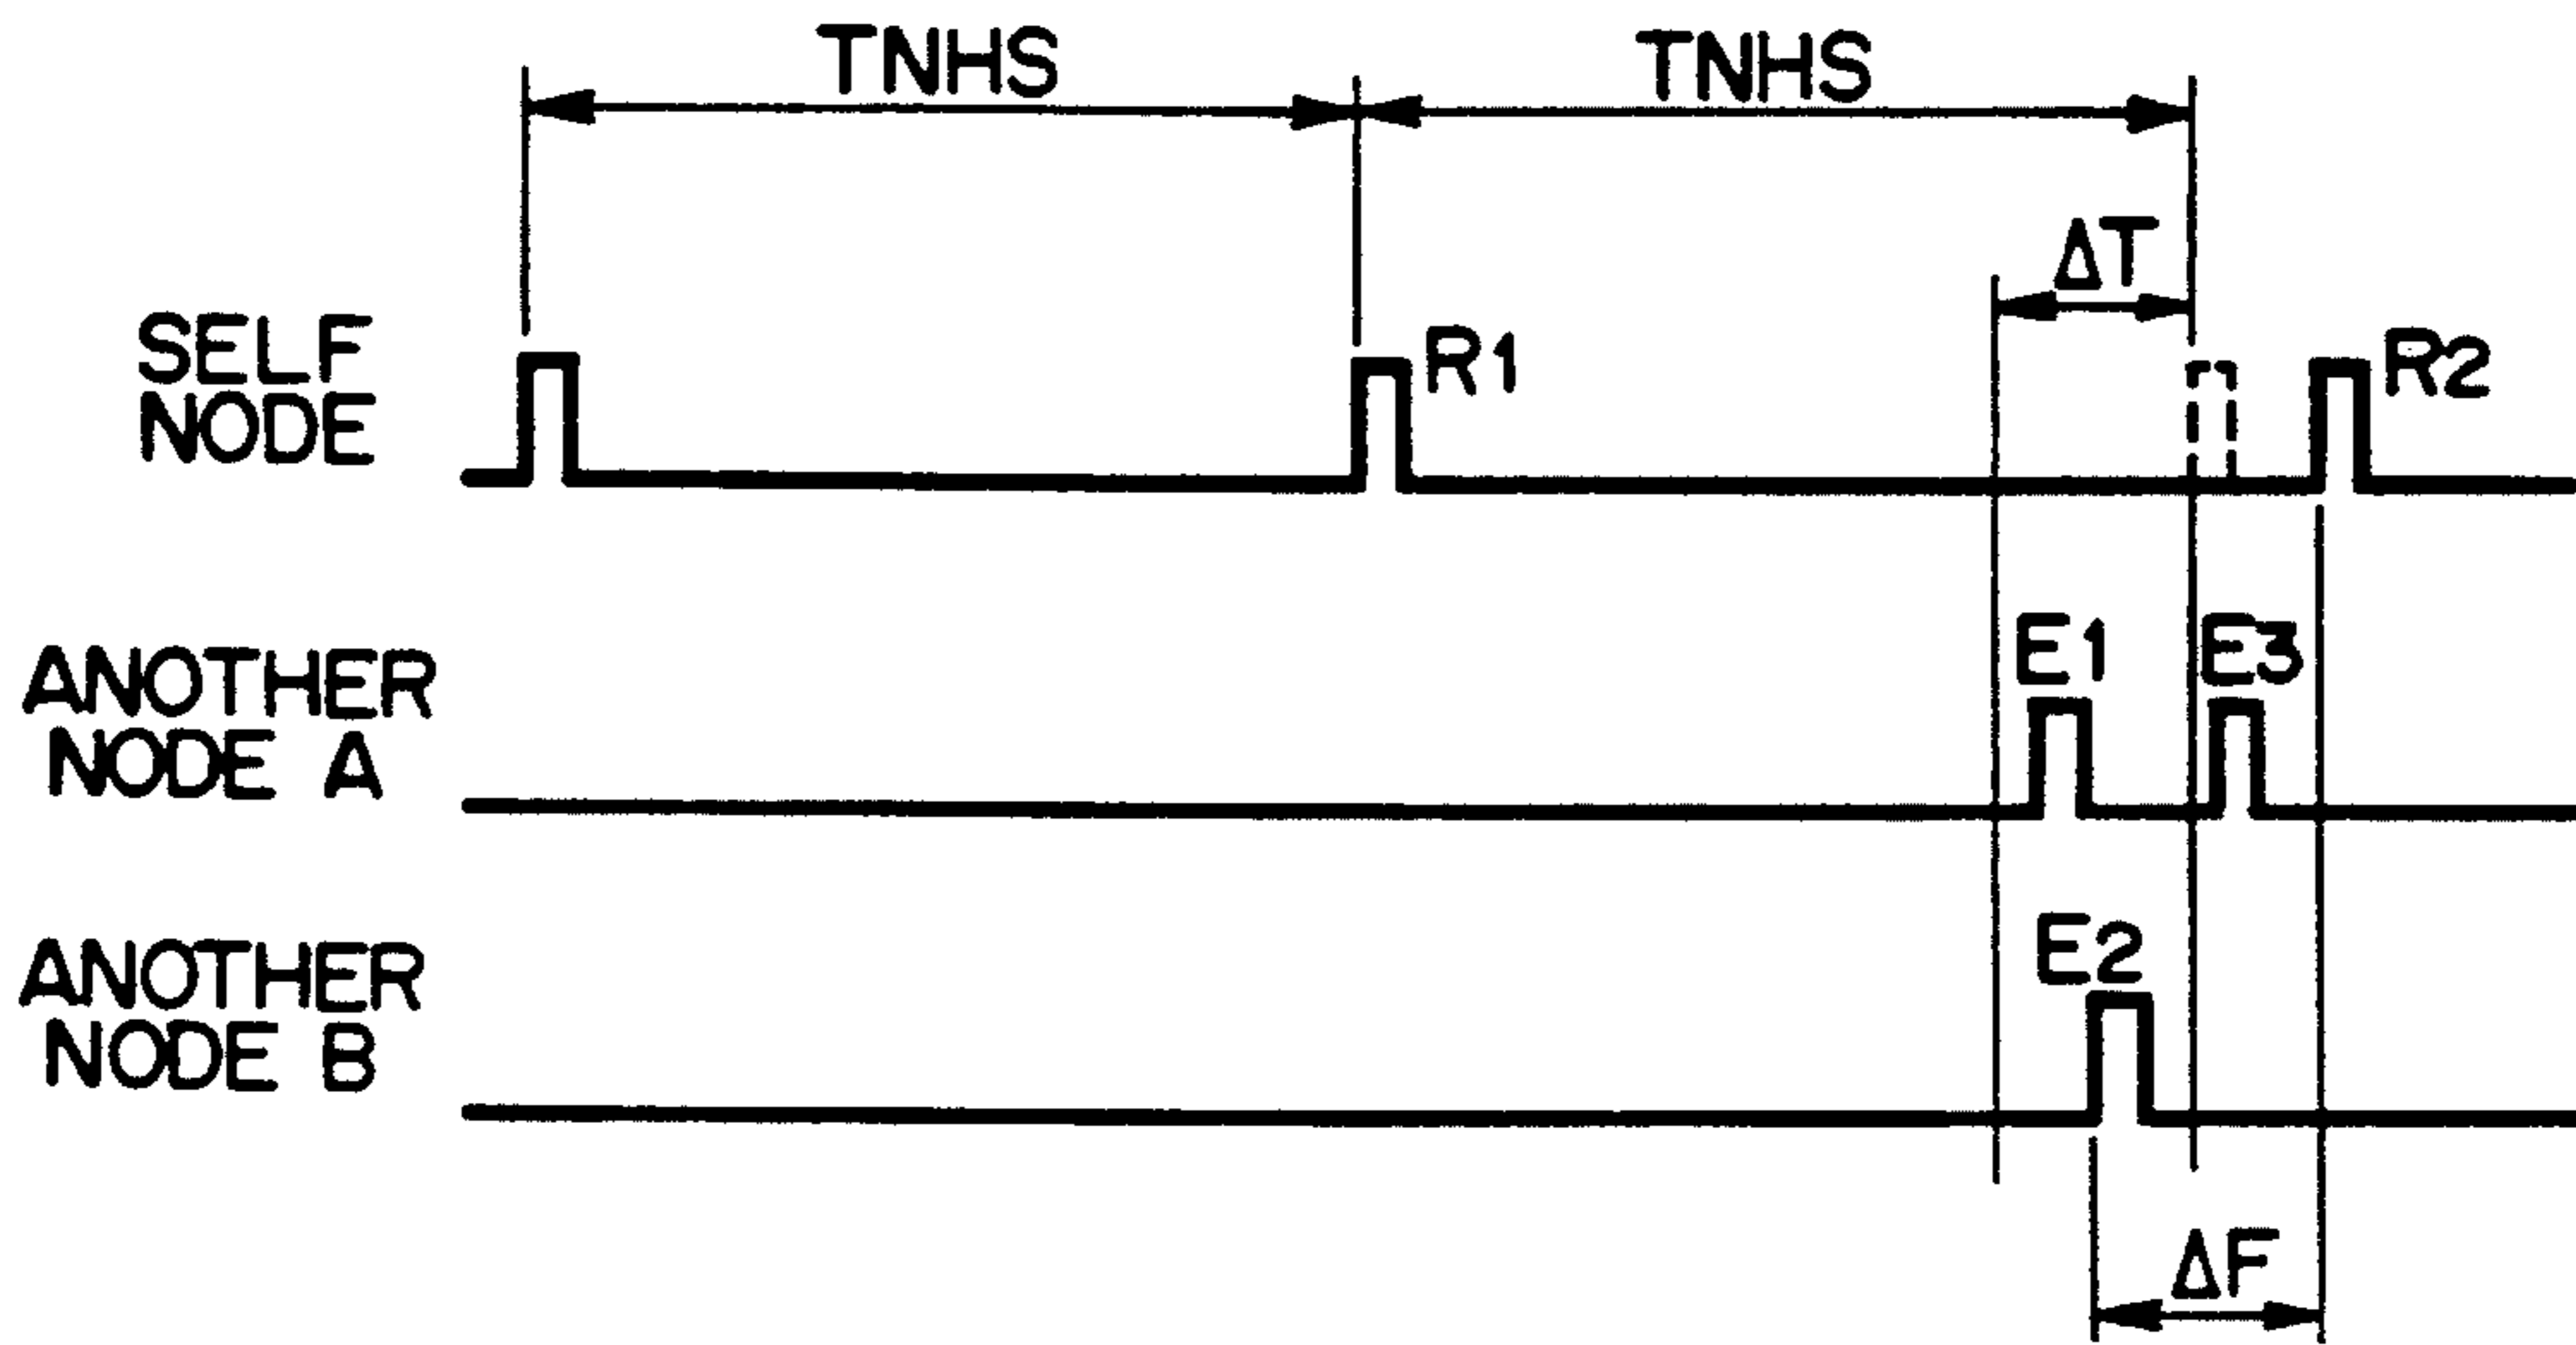 TNHS
TNHS
ΔT
SELF
NODE
R1
R2
ANOTHER
NODE A
E1
E3
ANOTHER
NODE B
E2
ΔF